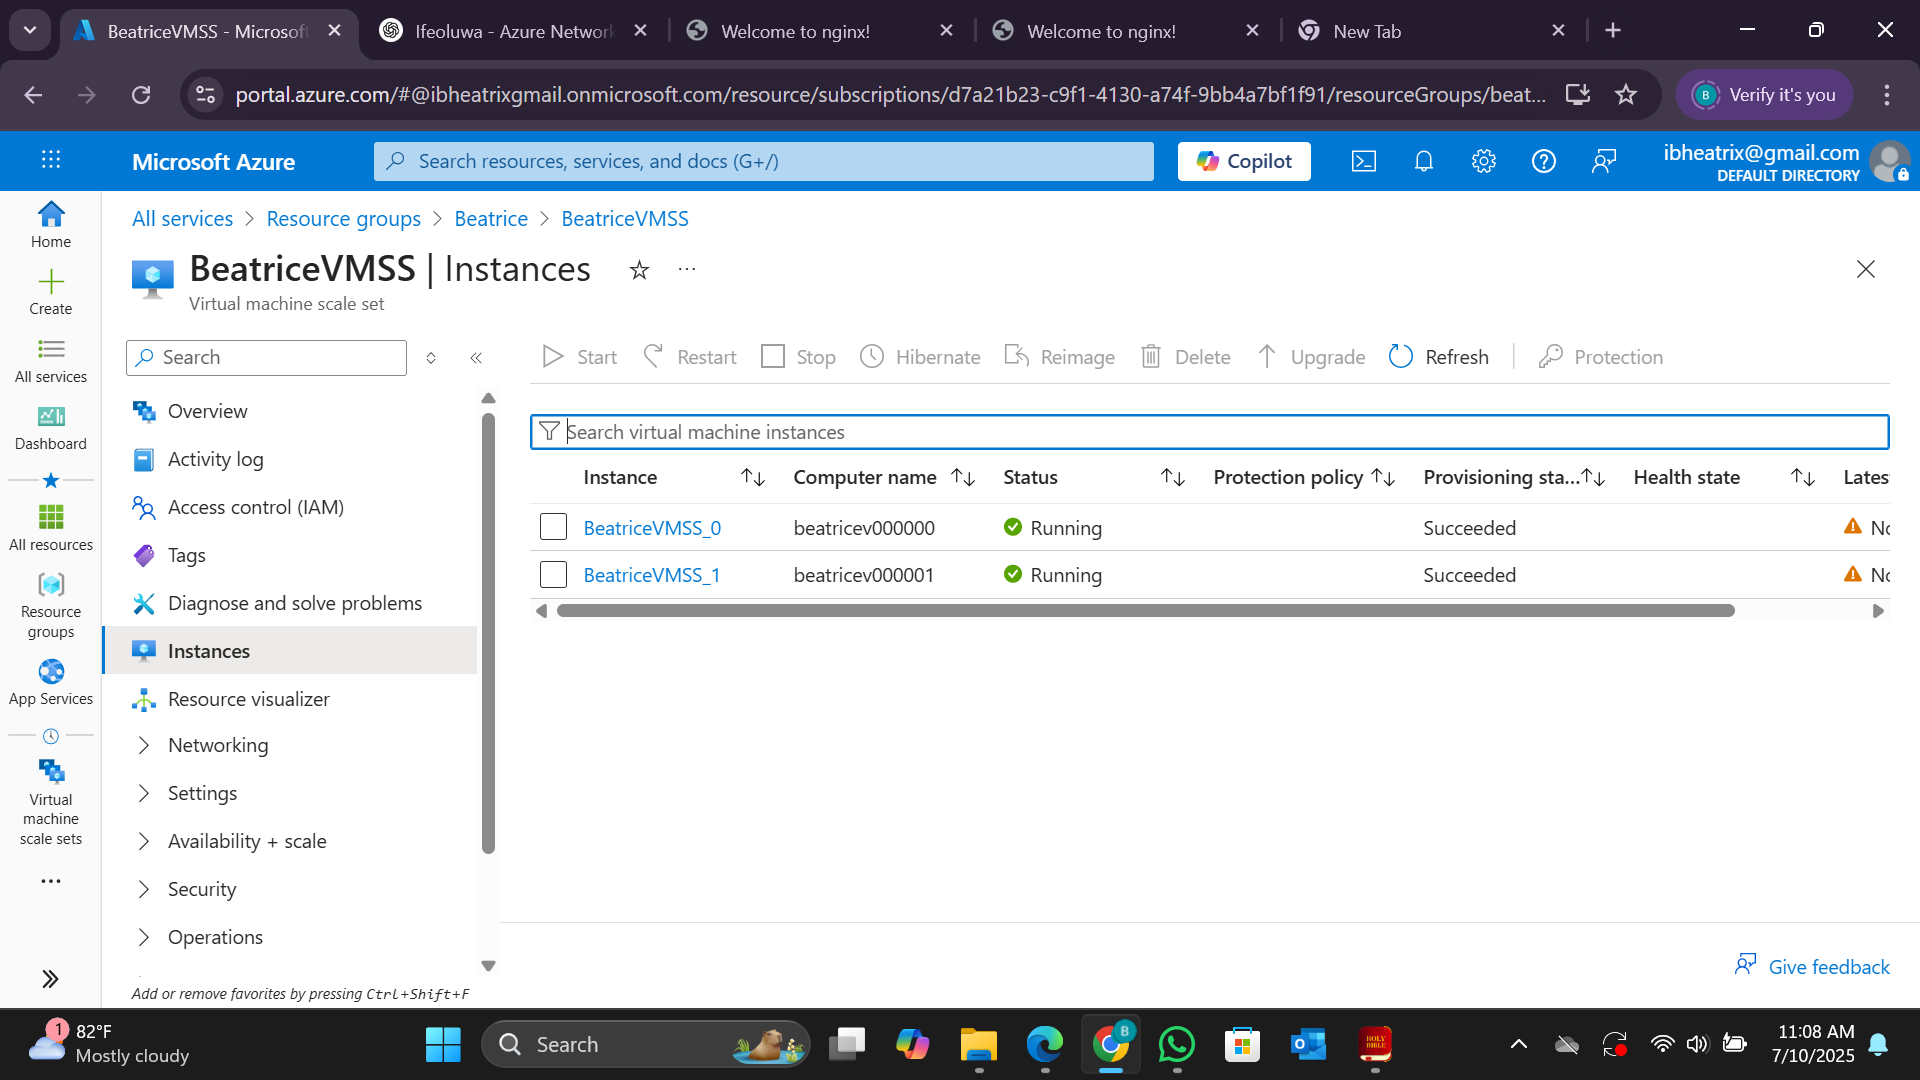 BeatriceVMSS - Microsoft
Ifeoluwa - Azure Network
Welcome to nginx!
Welcome to nginx!
New Tab
portal.azure.com/#@ibheatrixgmail.onmicrosoft.com/resource/subscriptions/d7a21b23-c9f1-4130-a74f-9bb4a7bf1f91/resourceGroups/beat...
B
Verify it's you
Microsoft Azure
Search resources, services, and docs (G+/)
Copilot
ibheatrix@gmail.com
DEFAULT DIRECTORY
Home
Create
All services
Dashboard
All resources
Resource
groups
App Services
Virtual
machine
scale sets
All services > Resource groups > Beatrice > BeatriceVMSS
BeatriceVMSS | Instances
Virtual machine scale set
Search
Overview
Activity log
Access control (IAM)
Tags
Diagnose and solve problems
Instances
Resource visualizer
Networking
Settings
Availability + scale
Security
Operations
Add or remove favorites by pressing Ctrl+Shift+F
Start Restart Stop Hibernate Reimage Delete Upgrade Refresh Protection
Search virtual machine instances
Instance Computer name Status Protection policy Provisioning sta... Health state Lates
BeatriceVMSS_0 beatricev000000 Running Succeeded No
BeatriceVMSS_1 beatricev000001 Running Succeeded No
Give feedback
1
82°F
Mostly cloudy
Search
B
HOLY
BIBLE
11:08 AM
7/10/2025